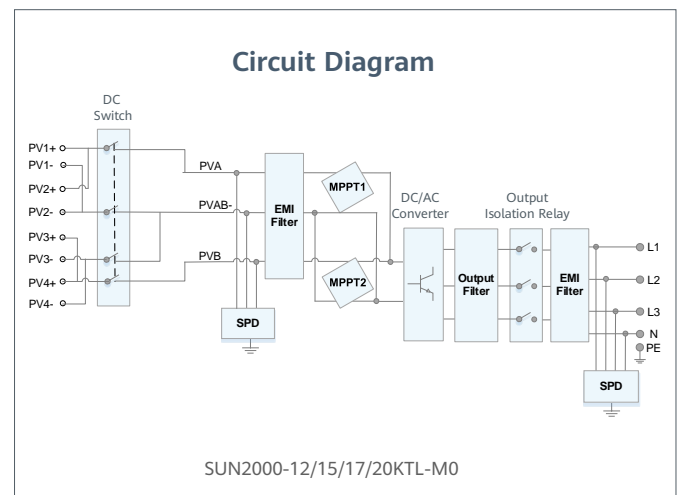 Circuit Diagram
DC
Switch
PV1+
PV1-
PV2+
PV2-
PV3+
PV3-
PV4+
PV4-
PVA
PVAB-
PVB
EMI
Filter
SPD
MPPT1
MPPT2
DC/AC
Converter
Output
Filter
Output
Isolation Relay
EMI
Filter
L1
L2
L3
N
PE
SPD
SUN2000-12/15/17/20KTL-M0